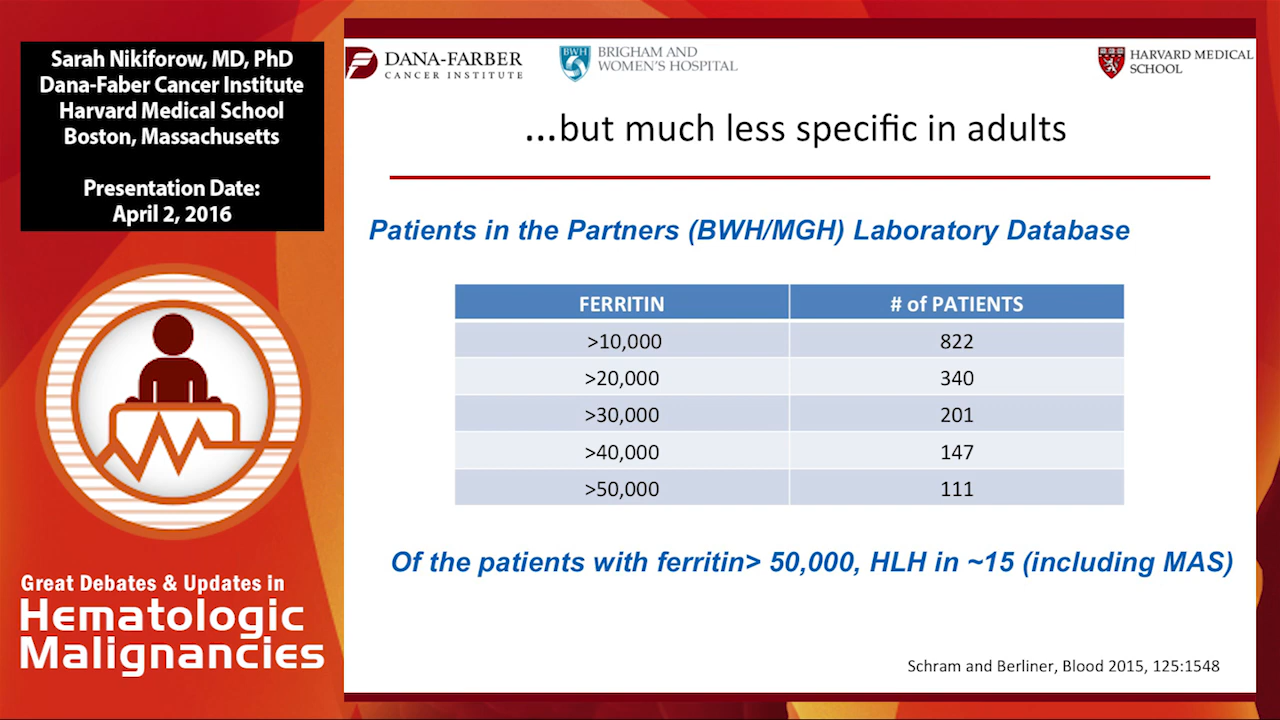 Sarah Nikiforow, MD, PhD
Dana-Faber Cancer Institute
Harvard Medical School
Boston, Massachusetts
Presentation Date:
April 2, 2016
Great Debates & Updates in
Hematologic
Malignancies
DANA-FARBER
CANCER INSTITUTE
BWH
BRIGHAM AND
WOMEN'S HOSPITAL
HARVARD MEDICAL
SCHOOL
...but much less specific in adults
Patients in the Partners (BWH/MGH) Laboratory Database
FERRITIN # of PATIENTS
>10,000 822
>20,000 340
>30,000 201
>40,000 147
>50,000 111
Of the patients with ferritin> 50,000, HLH in ~15 (including MAS)
Schram and Berliner, Blood 2015, 125:1548